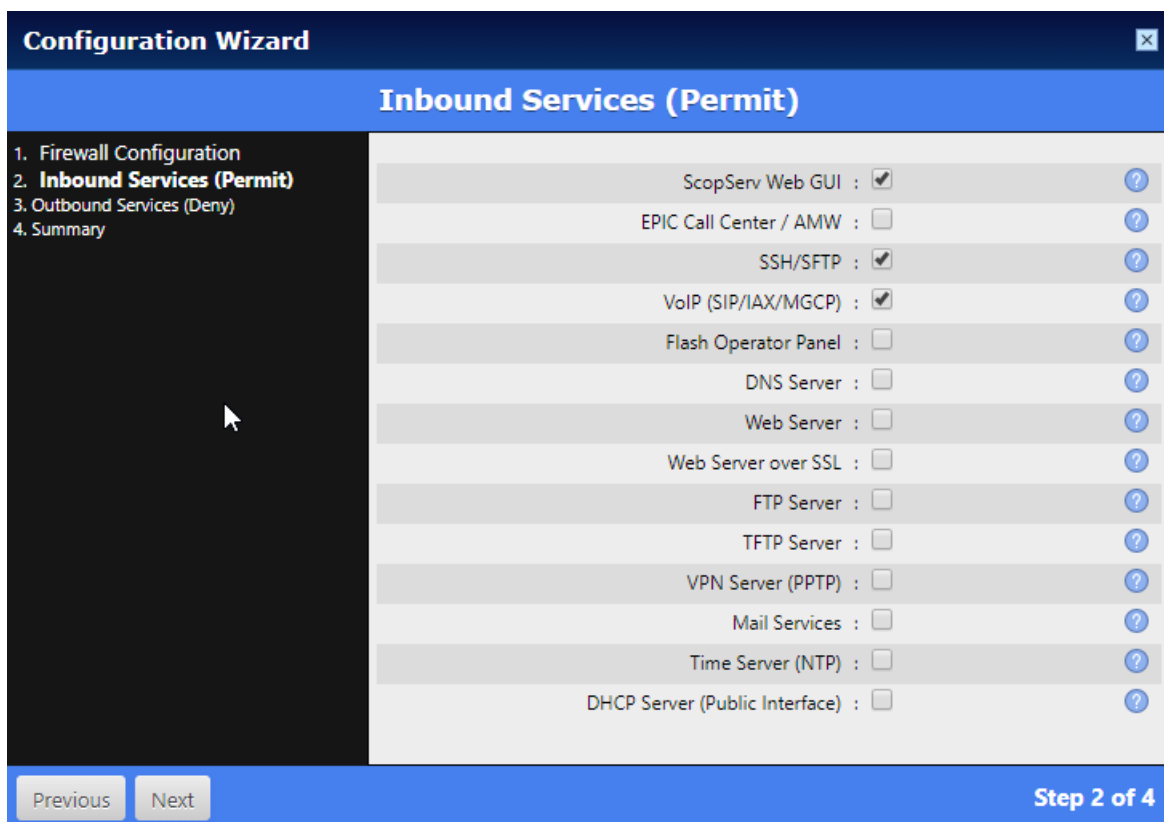 Configuration Wizard
Inbound Services (Permit)
1. Firewall Configuration
2. Inbound Services (Permit)
3. Outbound Services (Deny)
4. Summary
ScopServ Web GUI :
EPIC Call Center / AMW :
SSH/SFTP :
VoIP (SIP/IAX/MGCP) :
Flash Operator Panel :
DNS Server :
Web Server :
Web Server over SSL :
FTP Server :
TFTP Server :
VPN Server (PPTP) :
Mail Services :
Time Server (NTP) :
DHCP Server (Public Interface) :
Previous Next Step 2 of 4